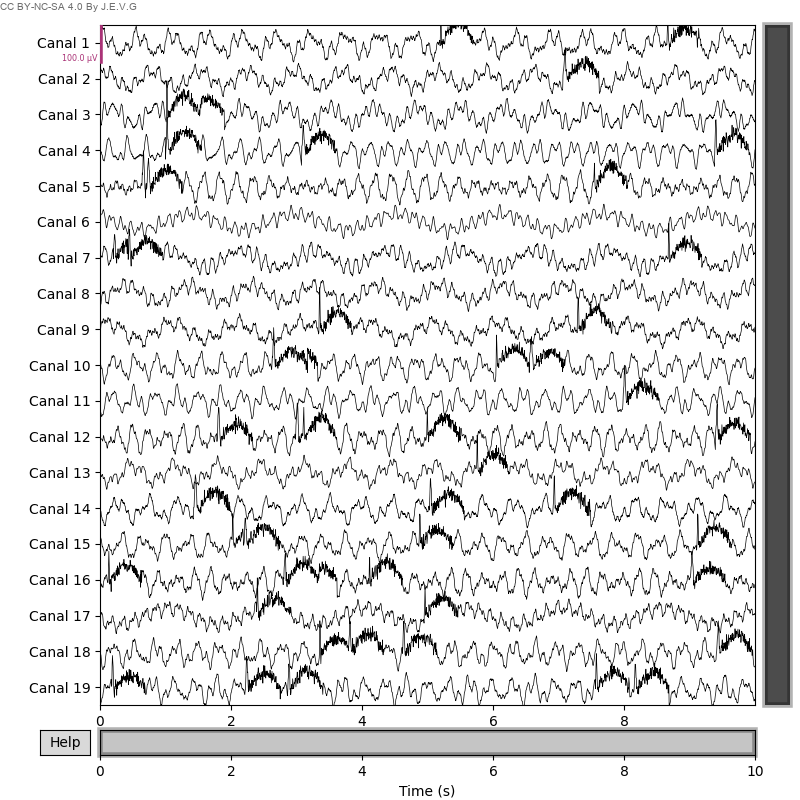 CC BY-NC-SA 4.0 By J.E.V.G
Canal 1
100.0 µV
Canal 2
Canal 3
Canal 4
Canal 5
Canal 6
Canal 7
Canal 8
Canal 9
Canal 10
Canal 11
Canal 12
Canal 13
Canal 14
Canal 15
Canal 16
Canal 17
Canal 18
Canal 19
0 2 4 6 8
Help
0 2 4 6 8 10
Time (s)